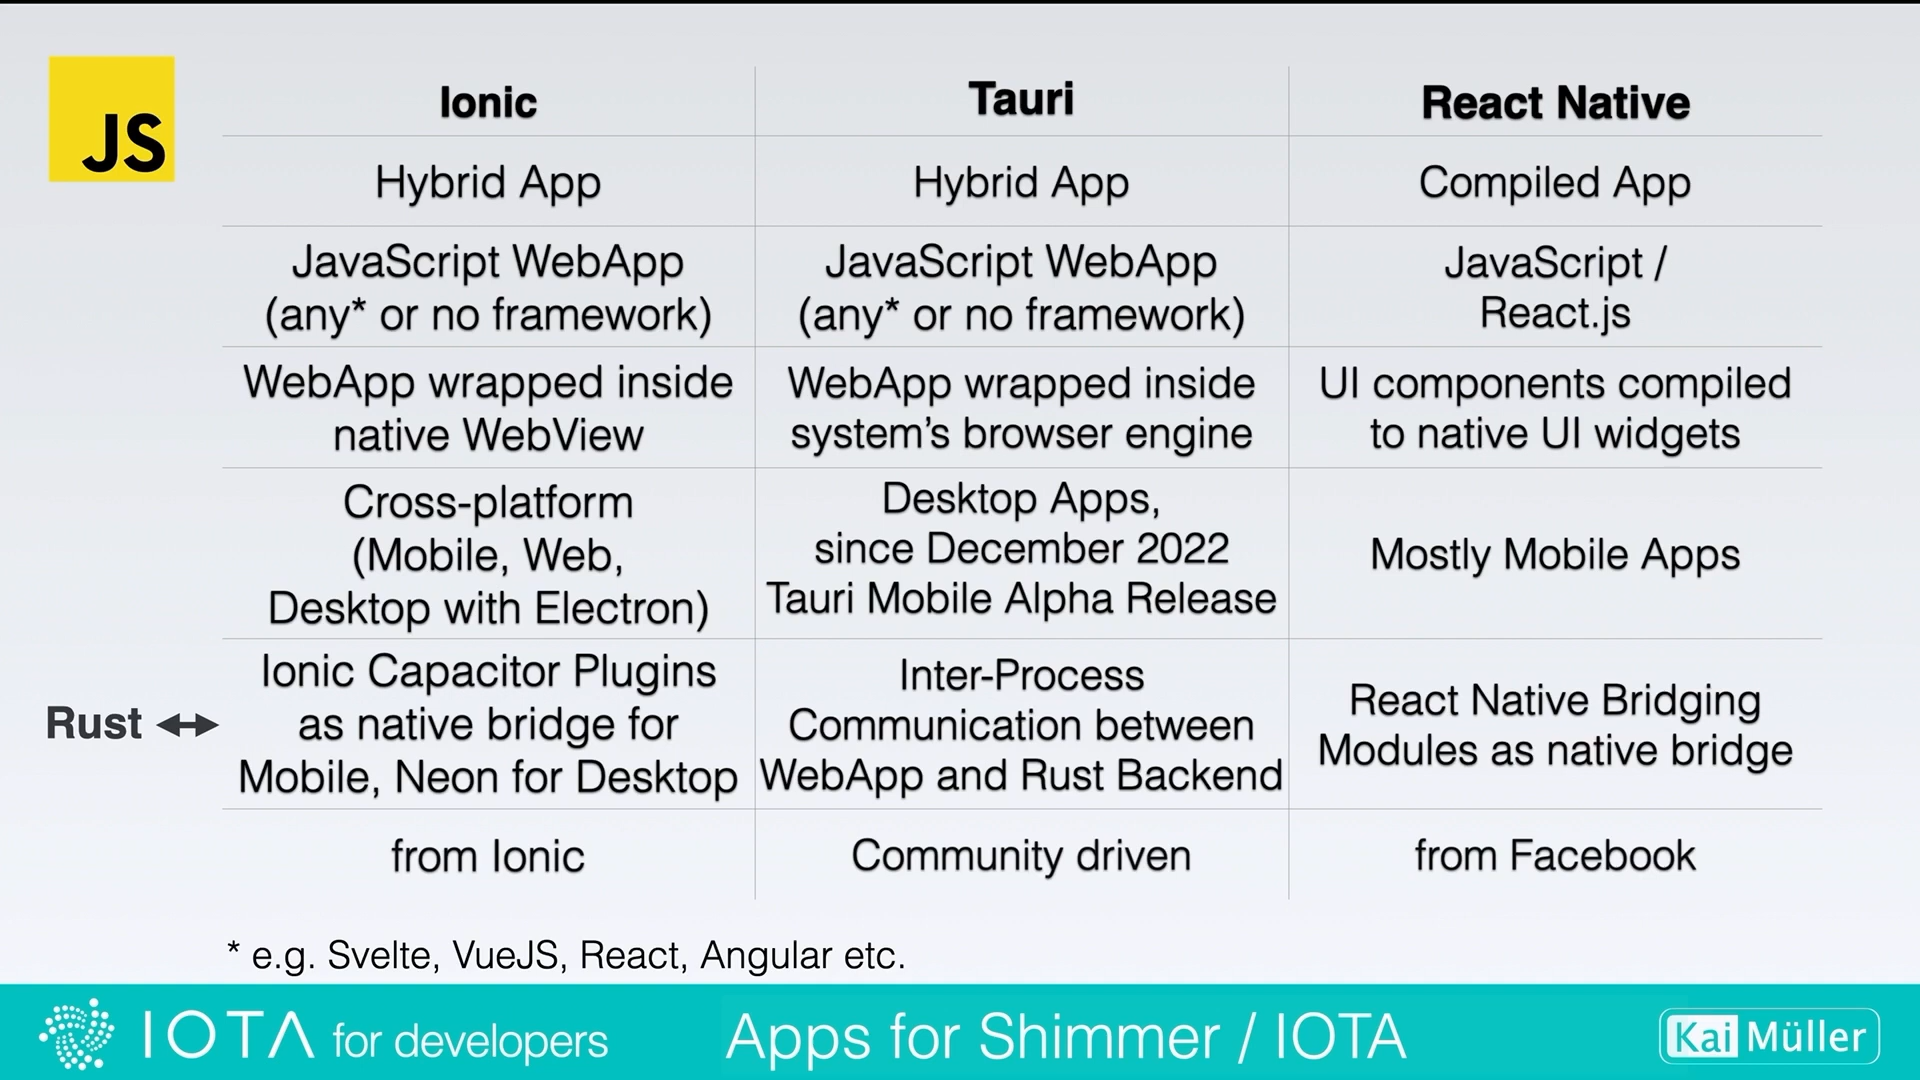 JS
Ionic
Tauri
React Native
Hybrid App
Hybrid App
Compiled App
JavaScript WebApp
(any* or no framework)
JavaScript WebApp
(any* or no framework)
JavaScript /
React.js
WebApp wrapped inside
native WebView
WebApp wrapped inside
system’s browser engine
UI components compiled
to native UI widgets
Cross-platform
(Mobile, Web,
Desktop with Electron)
Desktop Apps,
since December 2022
Tauri Mobile Alpha Release
Mostly Mobile Apps
Rust ↔
Ionic Capacitor Plugins
as native bridge for
Mobile, Neon for Desktop
Inter-Process
Communication between
WebApp and Rust Backend
React Native Bridging
Modules as native bridge
from Ionic
Community driven
from Facebook
* e.g. Svelte, VueJS, React, Angular etc.
IOTA for developers
Apps for Shimmer / IOTA
Kai Müller